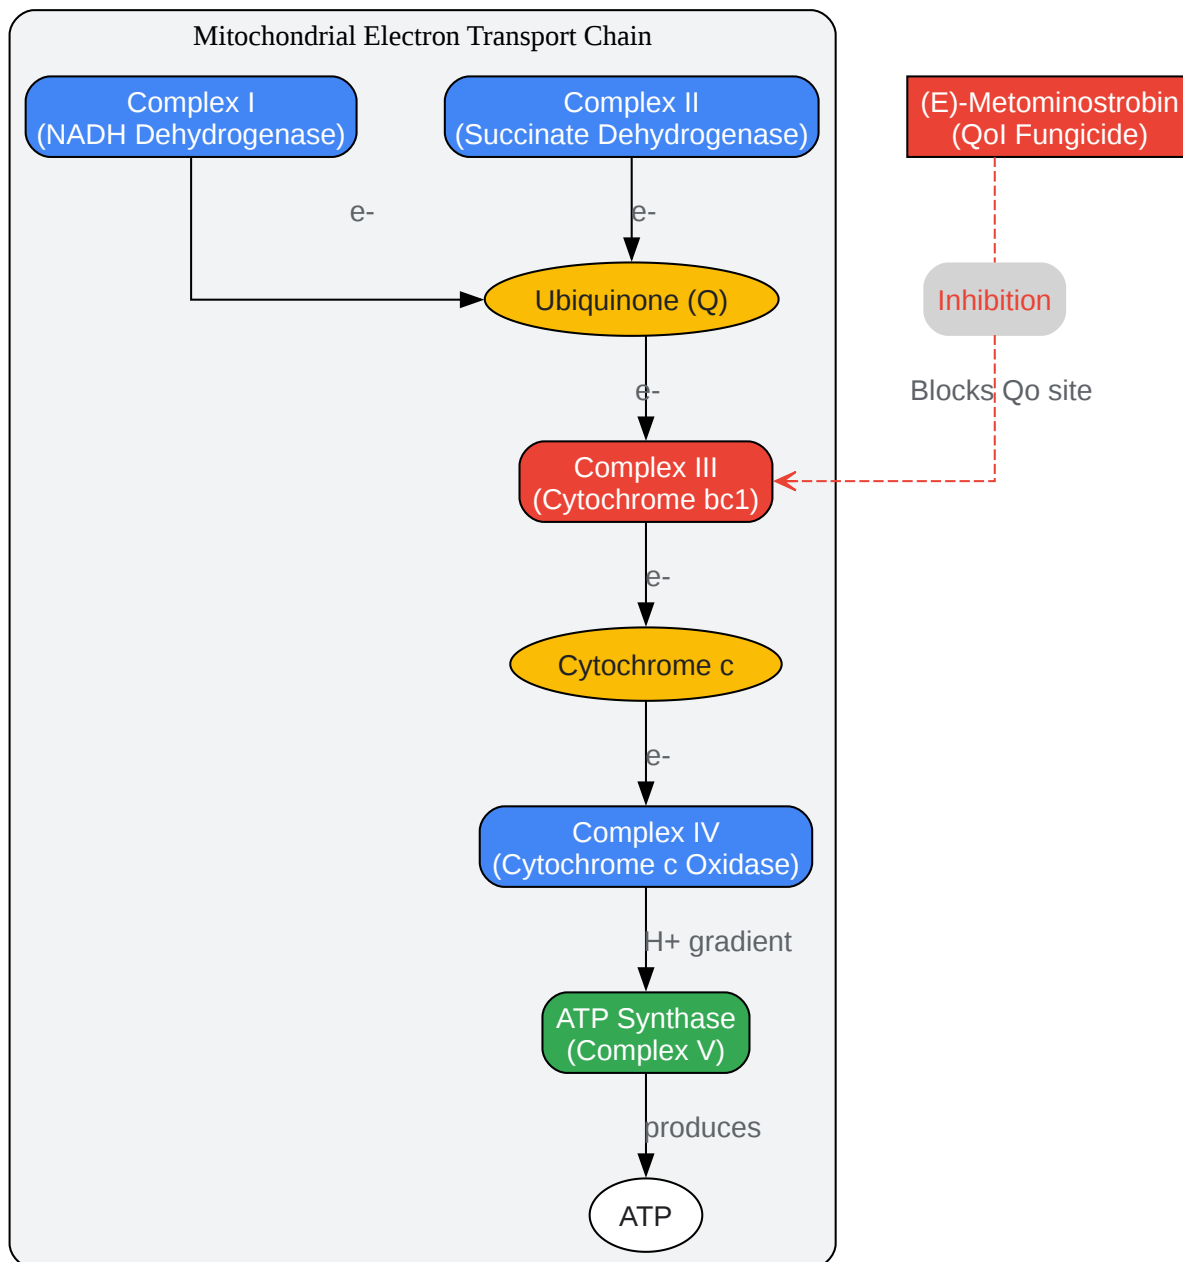 Mitochondrial Electron Transport Chain
Complex I
(NADH Dehydrogenase)
Complex II
(Succinate Dehydrogenase)
(E)-Metominostrobin
(QoI Fungicide)
e-
e-
Ubiquinone (Q)
Inhibition
e-
Blocks Qo site
Complex III
(Cytochrome bc1)
e-
Cytochrome c
e-
Complex IV
(Cytochrome c Oxidase)
H+ gradient
ATP Synthase
(Complex V)
produces
ATP